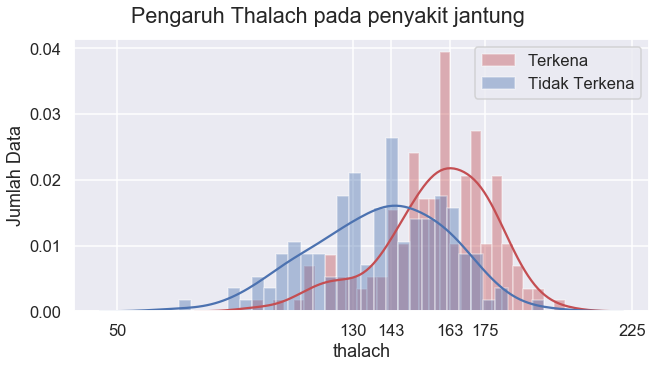 Pengaruh Thalach pada penyakit jantung
Terkena
Tidak Terkena
Jumlah Data
0.04
0.03
0.02
0.01
0.00
50 130 143 163 175 225
thalach